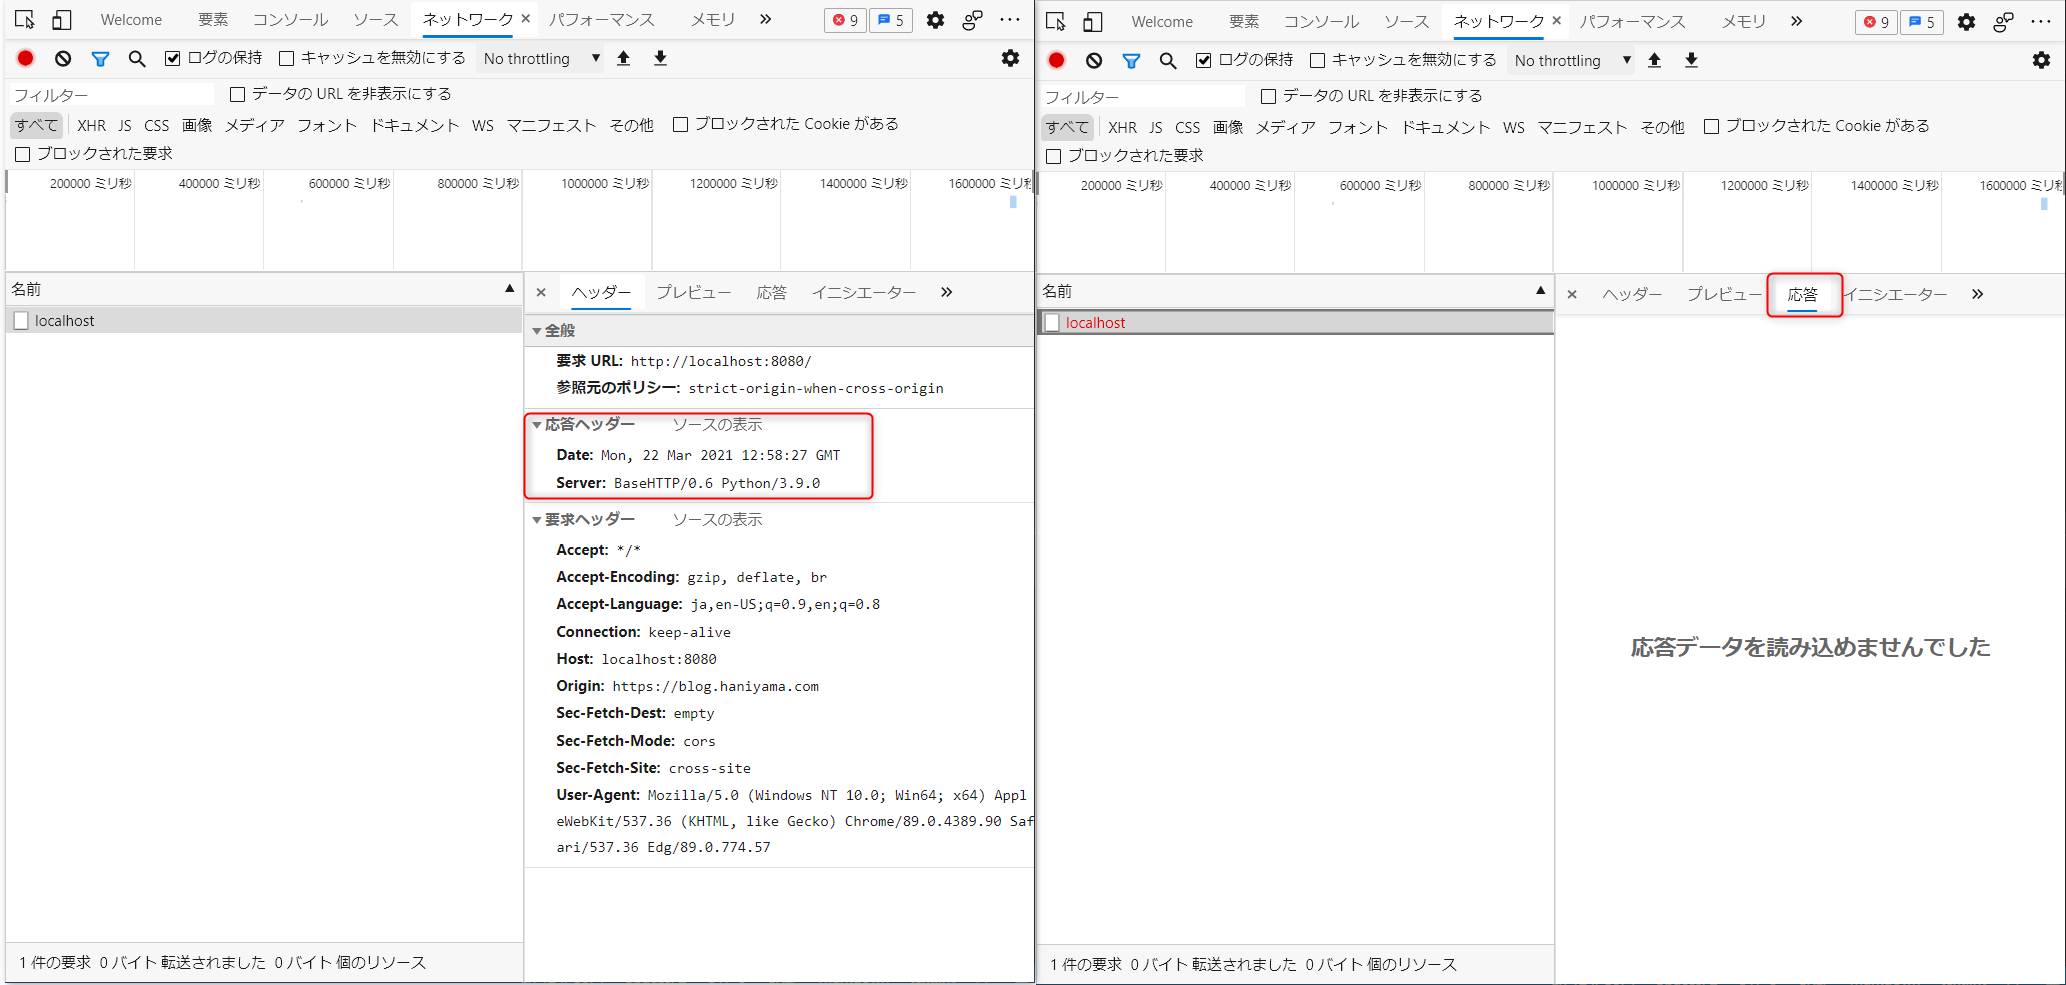 Welcome 要素 コンソール ソース ネットワーク × パフォーマンス メモリ » 9 5 ···
ログの保持 キャッシュを無効にする No throttling ▼
フィルター データの URL を非表示にする
すべて XHR JS CSS 画像 メディア フォント ドキュメント WS マニフェスト その他 ブロックされた Cookie がある
ブロックされた要求
200000 ミリ秒 400000 ミリ秒 600000 ミリ秒 800000 ミリ秒 1000000 ミリ秒 1200000 ミリ秒 1400000 ミリ秒 1600000 ミリ秒
名前 ▲
localhost
× ヘッダー プレビュー 応答 イニシエーター »
▼全般
要求 URL: http://localhost:8080/
参照元のポリシー: strict-origin-when-cross-origin
▼応答ヘッダー ソースの表示
Date: Mon, 22 Mar 2021 12:58:27 GMT
Server: BaseHTTP/0.6 Python/3.9.0
▼要求ヘッダー ソースの表示
Accept: */*
Accept-Encoding: gzip, deflate, br
Accept-Language: ja,en-US;q=0.9,en;q=0.8
Connection: keep-alive
Host: localhost:8080
Origin: https://blog.haniyama.com
Sec-Fetch-Dest: empty
Sec-Fetch-Mode: cors
Sec-Fetch-Site: cross-site
User-Agent: Mozilla/5.0 (Windows NT 10.0; Win64; x64) Appl
eWebKit/537.36 (KHTML, like Gecko) Chrome/89.0.4389.90 Saf
ari/537.36 Edg/89.0.774.57
1 件の要求 0 バイト 転送されました 0 バイト 個のリソース
Welcome 要素 コンソール ソース ネットワーク × パフォーマンス メモリ » 9 5 ···
ログの保持 キャッシュを無効にする No throttling ▼
フィルター データの URL を非表示にする
すべて XHR JS CSS 画像 メディア フォント ドキュメント WS マニフェスト その他 ブロックされた Cookie がある
ブロックされた要求
200000 ミリ秒 400000 ミリ秒 600000 ミリ秒 800000 ミリ秒 1000000 ミリ秒 1200000 ミリ秒 1400000 ミリ秒 1600000 ミリ秒
名前 ▲
localhost
× ヘッダー プレビュー 応答 イニシエーター »
応答データを読み込めませんでした
1 件の要求 0 バイト 転送されました 0 バイト 個のリソース